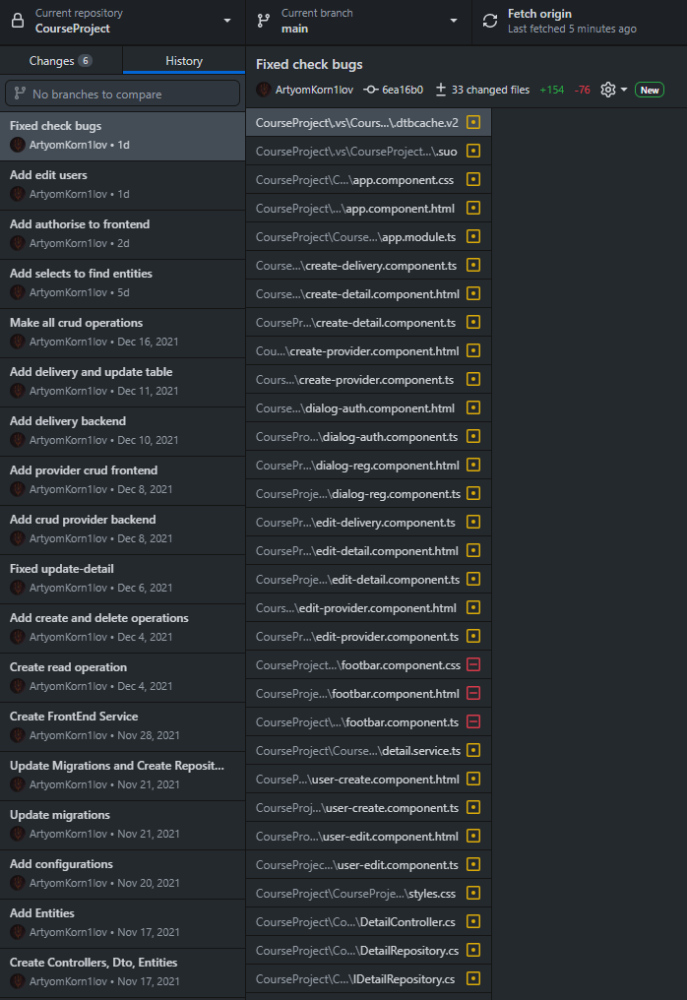 Current repository
CourseProject
Current branch
main
Fetch origin
Last fetched 5 minutes ago
Changes 6
History
No branches to compare
Fixed check bugs
ArtyomKorn1lov • 1d
Add edit users
ArtyomKorn1lov • 1d
Add authorise to frontend
ArtyomKorn1lov • 2d
Add selects to find entities
ArtyomKorn1lov • 5d
Make all crud operations
ArtyomKorn1lov • Dec 16, 2021
Add delivery and update table
ArtyomKorn1lov • Dec 11, 2021
Add delivery backend
ArtyomKorn1lov • Dec 10, 2021
Add provider crud frontend
ArtyomKorn1lov • Dec 8, 2021
Add crud provider backend
ArtyomKorn1lov • Dec 8, 2021
Fixed update-detail
ArtyomKorn1lov • Dec 6, 2021
Add create and delete operations
ArtyomKorn1lov • Dec 4, 2021
Create read operation
ArtyomKorn1lov • Dec 4, 2021
Create FrontEnd Service
ArtyomKorn1lov • Nov 28, 2021
Update Migrations and Create Reposit...
ArtyomKorn1lov • Nov 21, 2021
Update migrations
ArtyomKorn1lov • Nov 21, 2021
Add configurations
ArtyomKorn1lov • Nov 20, 2021
Add Entities
ArtyomKorn1lov • Nov 17, 2021
Create Controllers, Dto, Entities
ArtyomKorn1lov • Nov 17, 2021
Fixed check bugs
ArtyomKorn1lov 6ea16b0 33 changed files +154 -76 New
CourseProject\.vs\Cours...\.dtbcache.v2
CourseProject\.vs\CourseProject...\.suo
CourseProject\C...\app.component.css
CourseProject\...\app.component.html
CourseProject\Course...\app.module.ts
Course...\create-delivery.component.ts
Course...\create-detail.component.html
CoursePr...\create-detail.component.ts
Cou...\create-provider.component.html
Cours...\create-provider.component.ts
Course...\dialog-auth.component.html
CoursePro...\dialog-auth.component.ts
CoursePr...\dialog-reg.component.html
CourseProje...\dialog-reg.component.ts
CoursePr...\edit-delivery.component.ts
CoursePr...\edit-detail.component.html
CourseProje...\edit-detail.component.ts
Cours...\edit-provider.component.html
CoursePr...\edit-provider.component.ts
CourseProject...\footbar.component.css
CourseProje...\footbar.component.html
CourseProject\...\footbar.component.ts
CourseProject\Course...\detail.service.ts
CourseP...\user-create.component.html
CourseProj...\user-create.component.ts
CoursePro...\user-edit.component.html
CourseProjec...\user-edit.component.ts
CourseProject\CourseProje...\styles.css
CourseProject\Co...\DetailController.cs
CourseProject\Co...\DetailRepository.cs
CourseProject\C...\IDetailRepository.cs